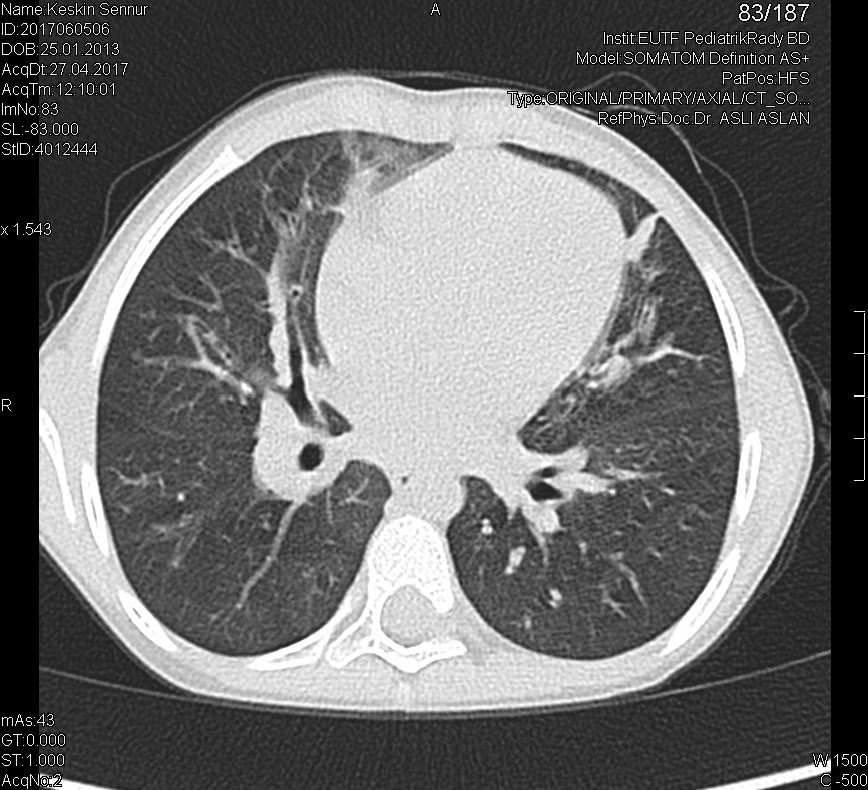 Name:Keskin Sennur
ID:2017060506
DOB:25.01.2013
AcqDt:27.04.2017
AcqTm:12:10:01
ImNo:83
SL:-83.000
StID:4012444
x 1.543
A
83/187
Instit:EUTF PediatrikRady BD
Model:SOMATOM Definition AS+
PatPos:HFS
Type:ORIGINAL/PRIMARY/AXIAL/CT_SO...
RefPhys:Doc.Dr. ASLI ASLAN
R
mAs:43
GT:0.000
ST:1.000
AcqNo:2
W 1500
C -500